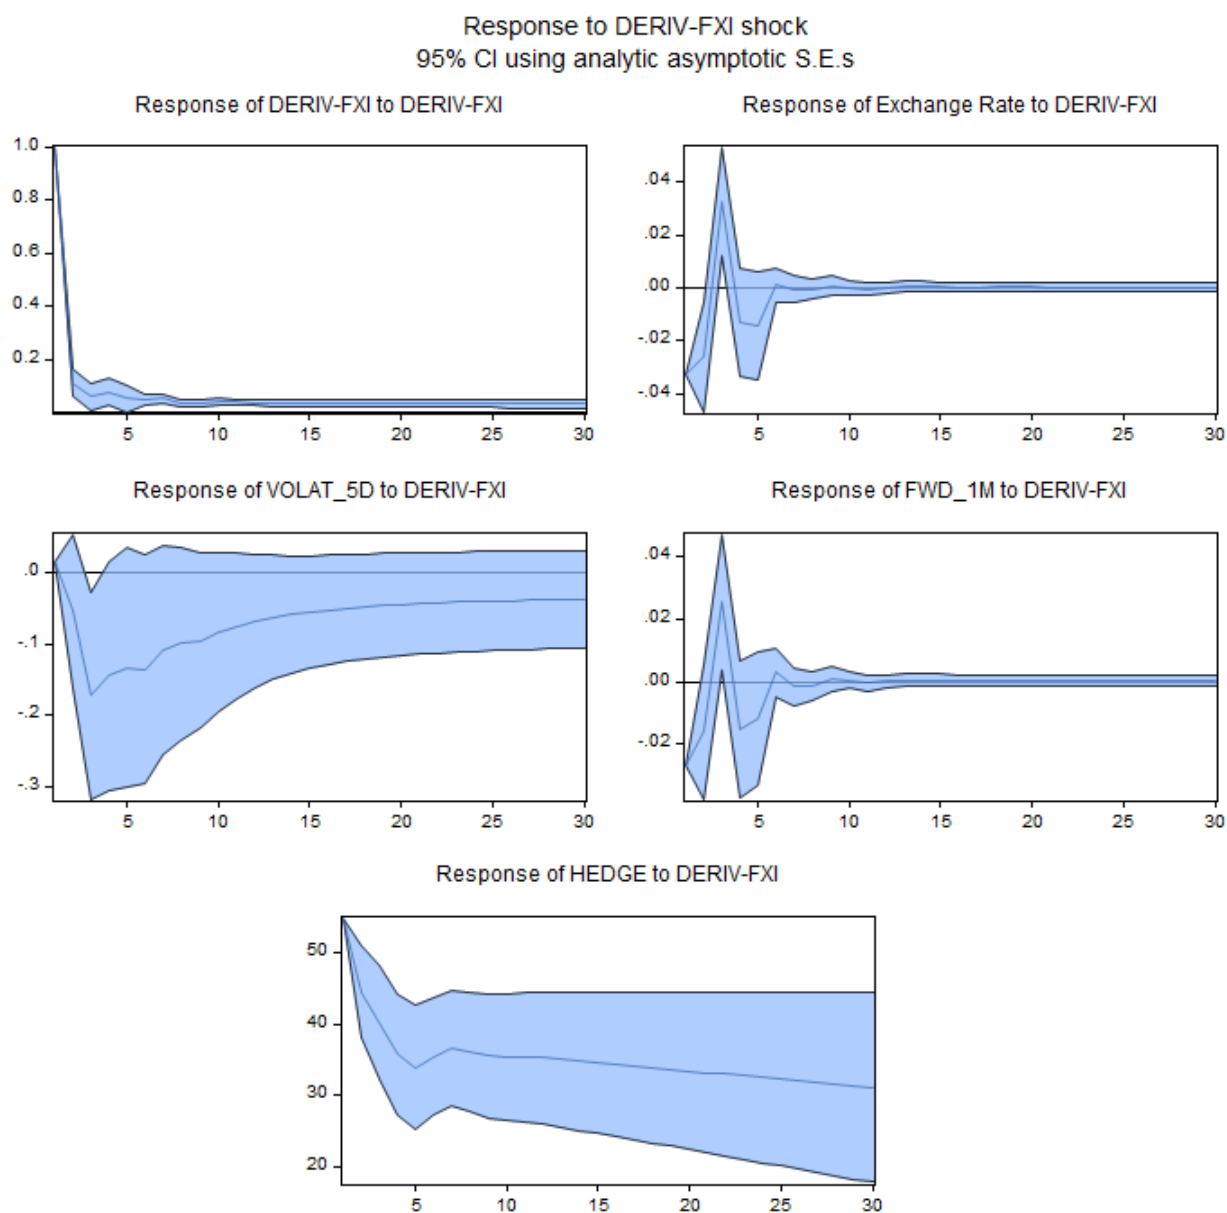 Response to DERIV-FXI shock
95% CI using analytic asymptotic S.E.s
Response of DERIV-FXI to DERIV-FXI
1.0
0.8
0.6
0.4
0.2
5 10 15 20 25 30
Response of Exchange Rate to DERIV-FXI
.04
.02
.00
-.02
-.04
5 10 15 20 25 30
Response of VOLAT_5D to DERIV-FXI
.0
-.1
-.2
-.3
5 10 15 20 25 30
Response of FWD_1M to DERIV-FXI
.04
.02
.00
-.02
5 10 15 20 25 30
Response of HEDGE to DERIV-FXI
50
40
30
20
5 10 15 20 25 30